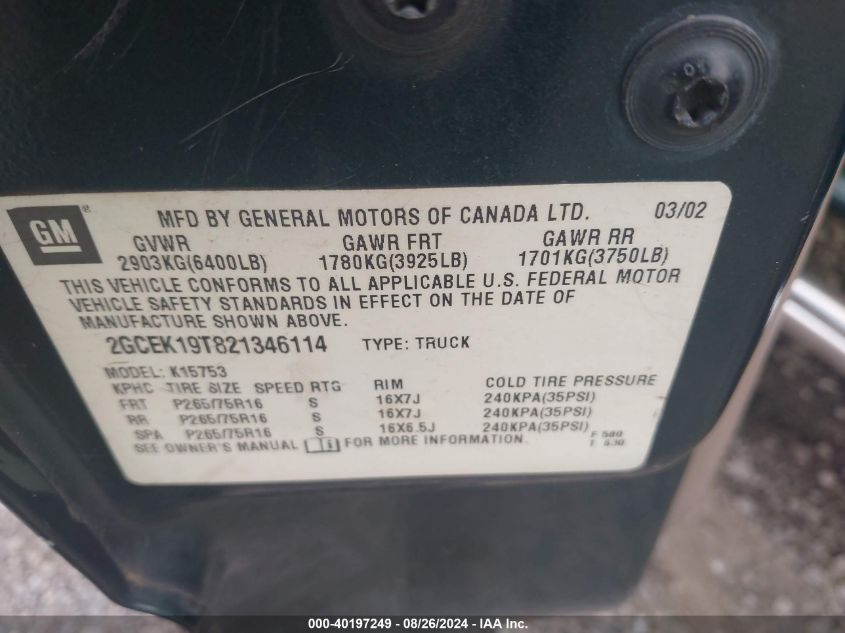 GM ®
MFD BY GENERAL MOTORS OF CANADA LTD. 03/02
GVWR GAWR FRT GAWR RR
2903KG(6400LB) 1780KG(3925LB) 1701KG(3750LB)
THIS VEHICLE CONFORMS TO ALL APPLICABLE U.S. FEDERAL MOTOR
VEHICLE SAFETY STANDARDS IN EFFECT ON THE DATE OF
MANUFACTURE SHOWN ABOVE.
2GCEK19T821346114 TYPE: TRUCK
MODEL: K15753
KPHC TIRE SIZE SPEED RTG RIM COLD TIRE PRESSURE
FRT P265/75R16 S 16X7J 240KPA(35PSI)
RR P265/75R16 S 16X7J 240KPA(35PSI)
SPA P265/75R16 S 16X6.5J 240KPA(35PSI)
SEE OWNER'S MANUAL i FOR MORE INFORMATION.
000-40197249 - 08/26/2024 - IAA Inc.